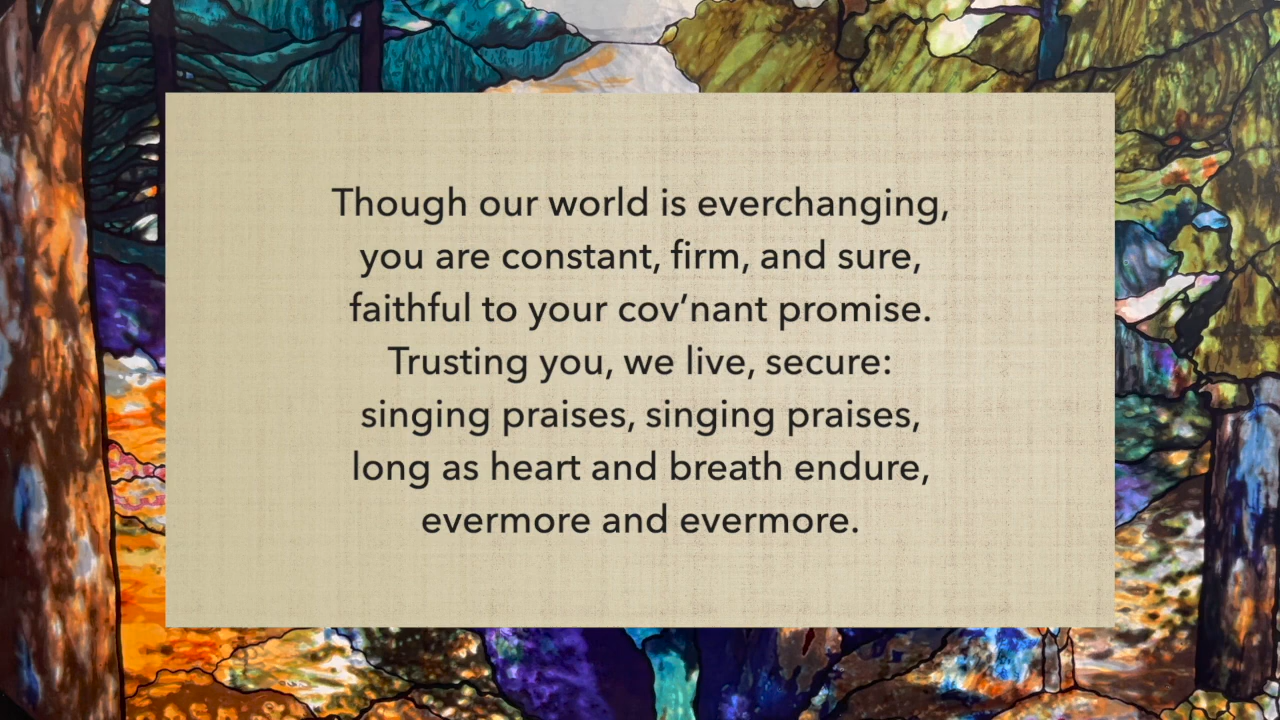 Though our world is everchanging,
you are constant, firm, and sure,
faithful to your cov’nant promise.
Trusting you, we live, secure:
singing praises, singing praises,
long as heart and breath endure,
evermore and evermore.